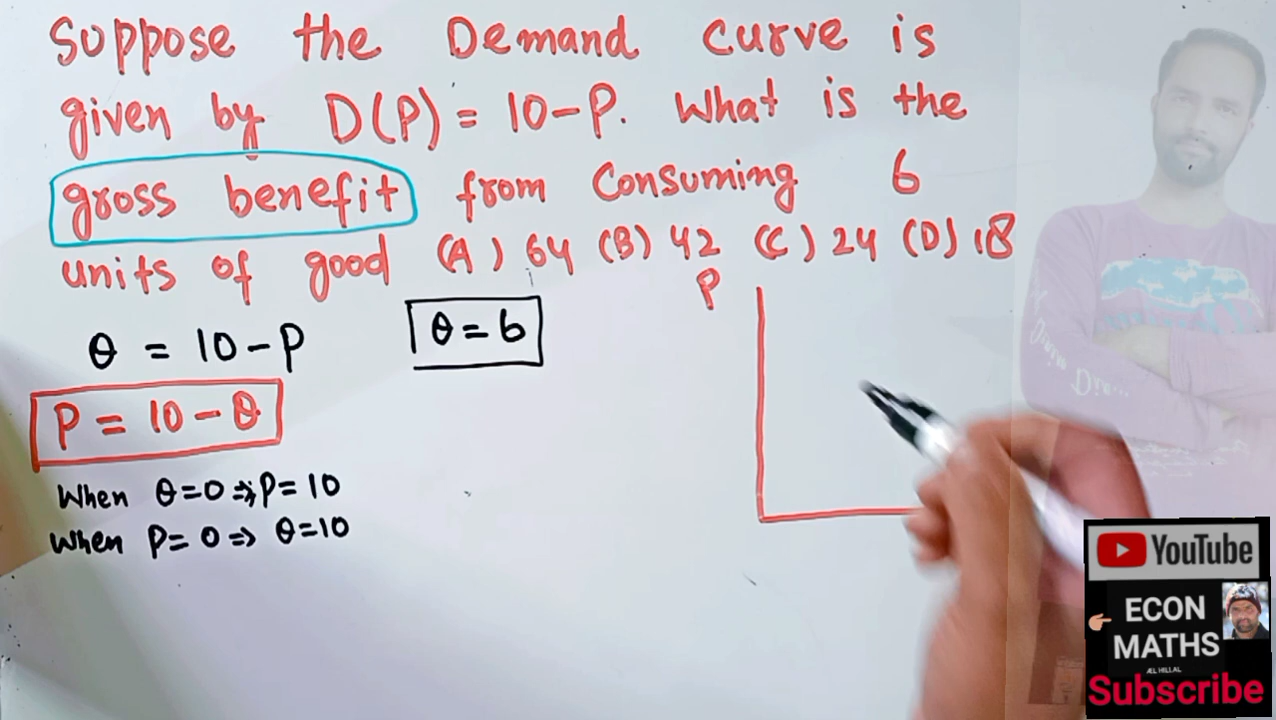 Suppose the Demand curve is
given by D(P) = 10-P. What is the
gross benefit from Consuming 6
units of good (A) 64 (B) 42 (C) 24 (D) 18
P
θ = 10-P
θ = 6
P = 10 - θ
When θ=0 ⇒ P= 10
When P= 0 ⇒ θ=10
YouTube
ECON
MATHS
Subscribe